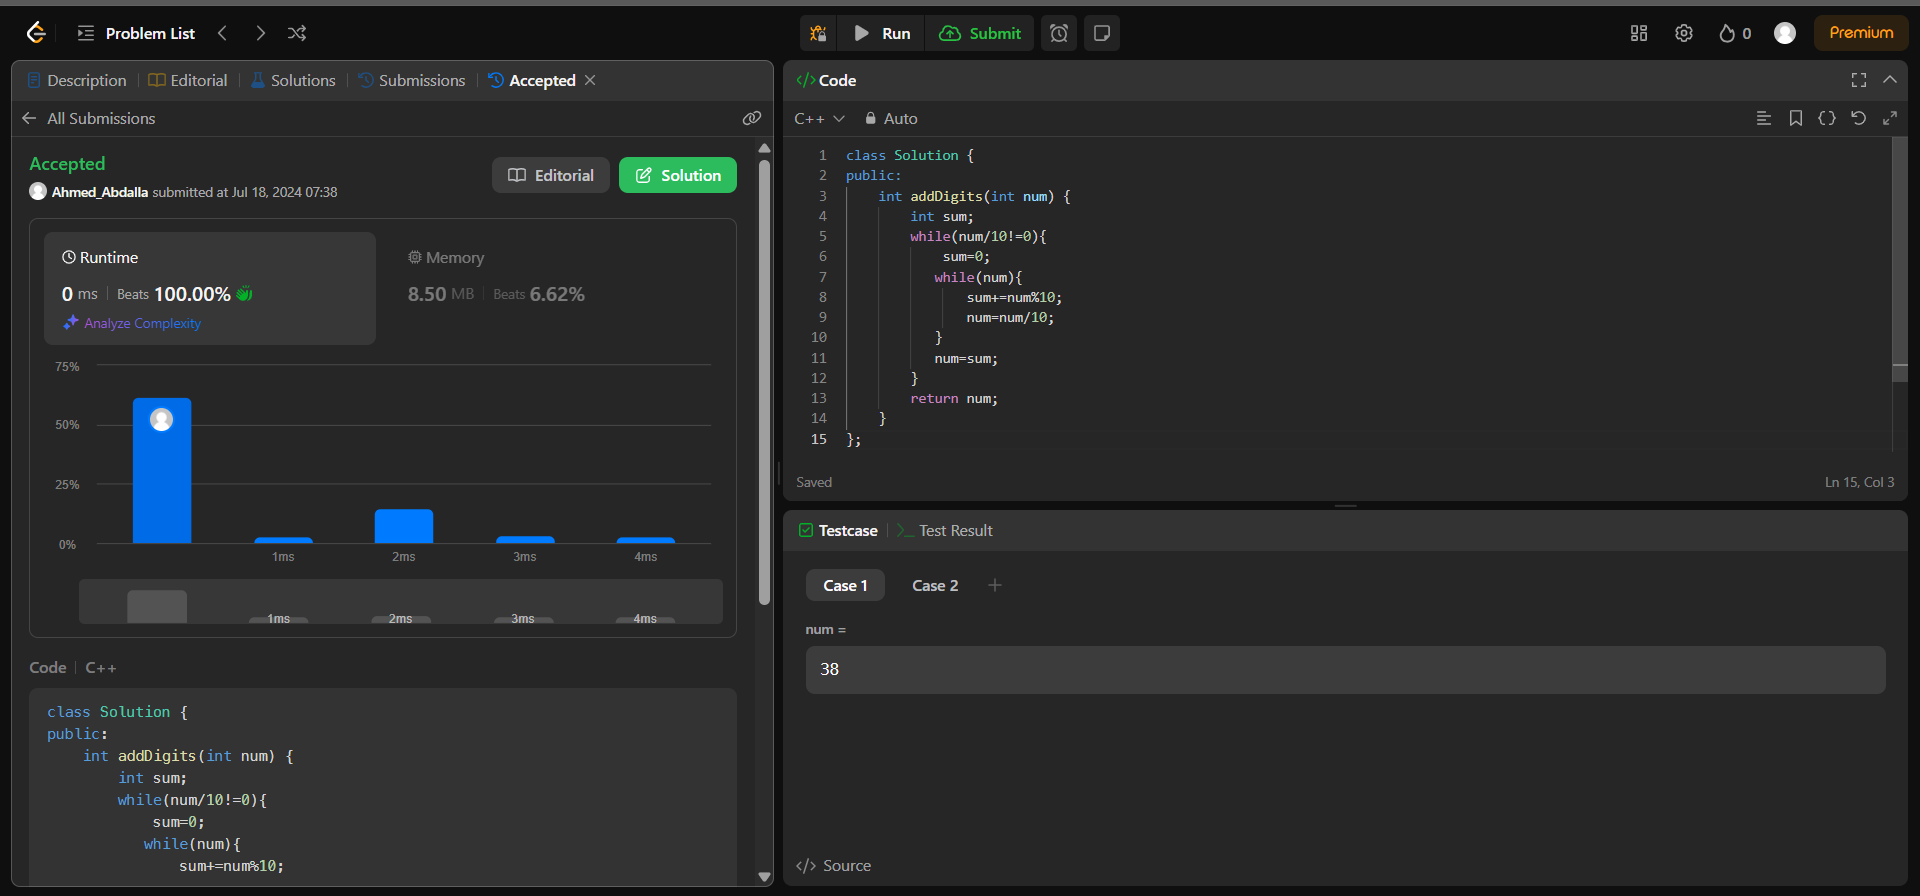 Problem List
Run
Submit
0
Premium
Description
Editorial
Solutions
Submissions
Accepted
All Submissions
Accepted
Ahmed_Abdalla submitted at Jul 18, 2024 07:38
Editorial
Solution
Runtime
0 ms
Beats 100.00%
Analyze Complexity
Memory
8.50 MB
Beats 6.62%
75%
50%
25%
0%
1ms
2ms
3ms
4ms
1ms
2ms
3ms
4ms
Code
C++
class Solution {
public:
    int addDigits(int num) {
        int sum;
        while(num/10!=0){
            sum=0;
           while(num){
               sum+=num%10;
</> Code
C++
Auto
1 class Solution {
2 public:
3     int addDigits(int num) {
4         int sum;
5         while(num/10!=0){
6             sum=0;
7            while(num){
8                sum+=num%10;
9                num=num/10;
10            }
11            num=sum;
12         }
13         return num;
14     }
15 };
Saved
Ln 15, Col 3
Testcase
Test Result
Case 1
Case 2
+
num =
38
</> Source